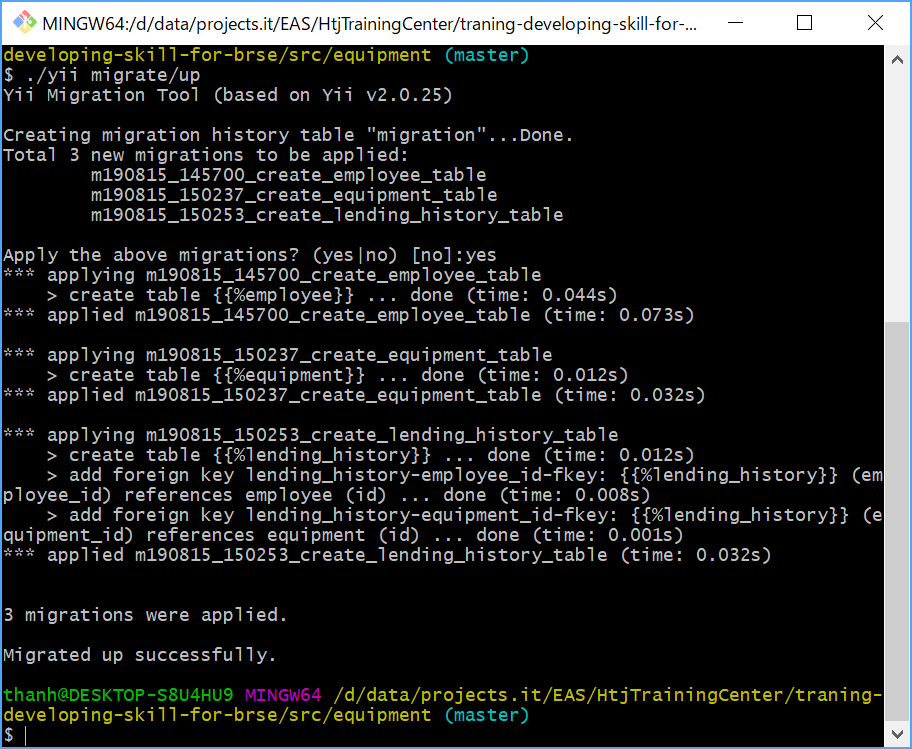 MINGW64:/d/data/projects.it/EAS/HtjTrainingCenter/traning-developing-skill-for-...
developing-skill-for-brse/src/equipment (master)
$ ./yii migrate/up
Yii Migration Tool (based on Yii v2.0.25)
Creating migration history table "migration"...Done.
Total 3 new migrations to be applied:
m190815_145700_create_employee_table
m190815_150237_create_equipment_table
m190815_150253_create_lending_history_table
Apply the above migrations? (yes|no) [no]:yes
*** applying m190815_145700_create_employee_table
> create table {{%employee}} ... done (time: 0.044s)
*** applied m190815_145700_create_employee_table (time: 0.073s)
*** applying m190815_150237_create_equipment_table
> create table {{%equipment}} ... done (time: 0.012s)
*** applied m190815_150237_create_equipment_table (time: 0.032s)
*** applying m190815_150253_create_lending_history_table
> create table {{%lending_history}} ... done (time: 0.012s)
> add foreign key lending_history-employee_id-fkey: {{%lending_history}} (em
ployee_id) references employee (id) ... done (time: 0.008s)
> add foreign key lending_history-equipment_id-fkey: {{%lending_history}} (e
quipment_id) references equipment (id) ... done (time: 0.001s)
*** applied m190815_150253_create_lending_history_table (time: 0.032s)
3 migrations were applied.
Migrated up successfully.
thanh@DESKTOP-S8U4HU9 MINGW64 /d/data/projects.it/EAS/HtjTrainingCenter/traning-
developing-skill-for-brse/src/equipment (master)
$